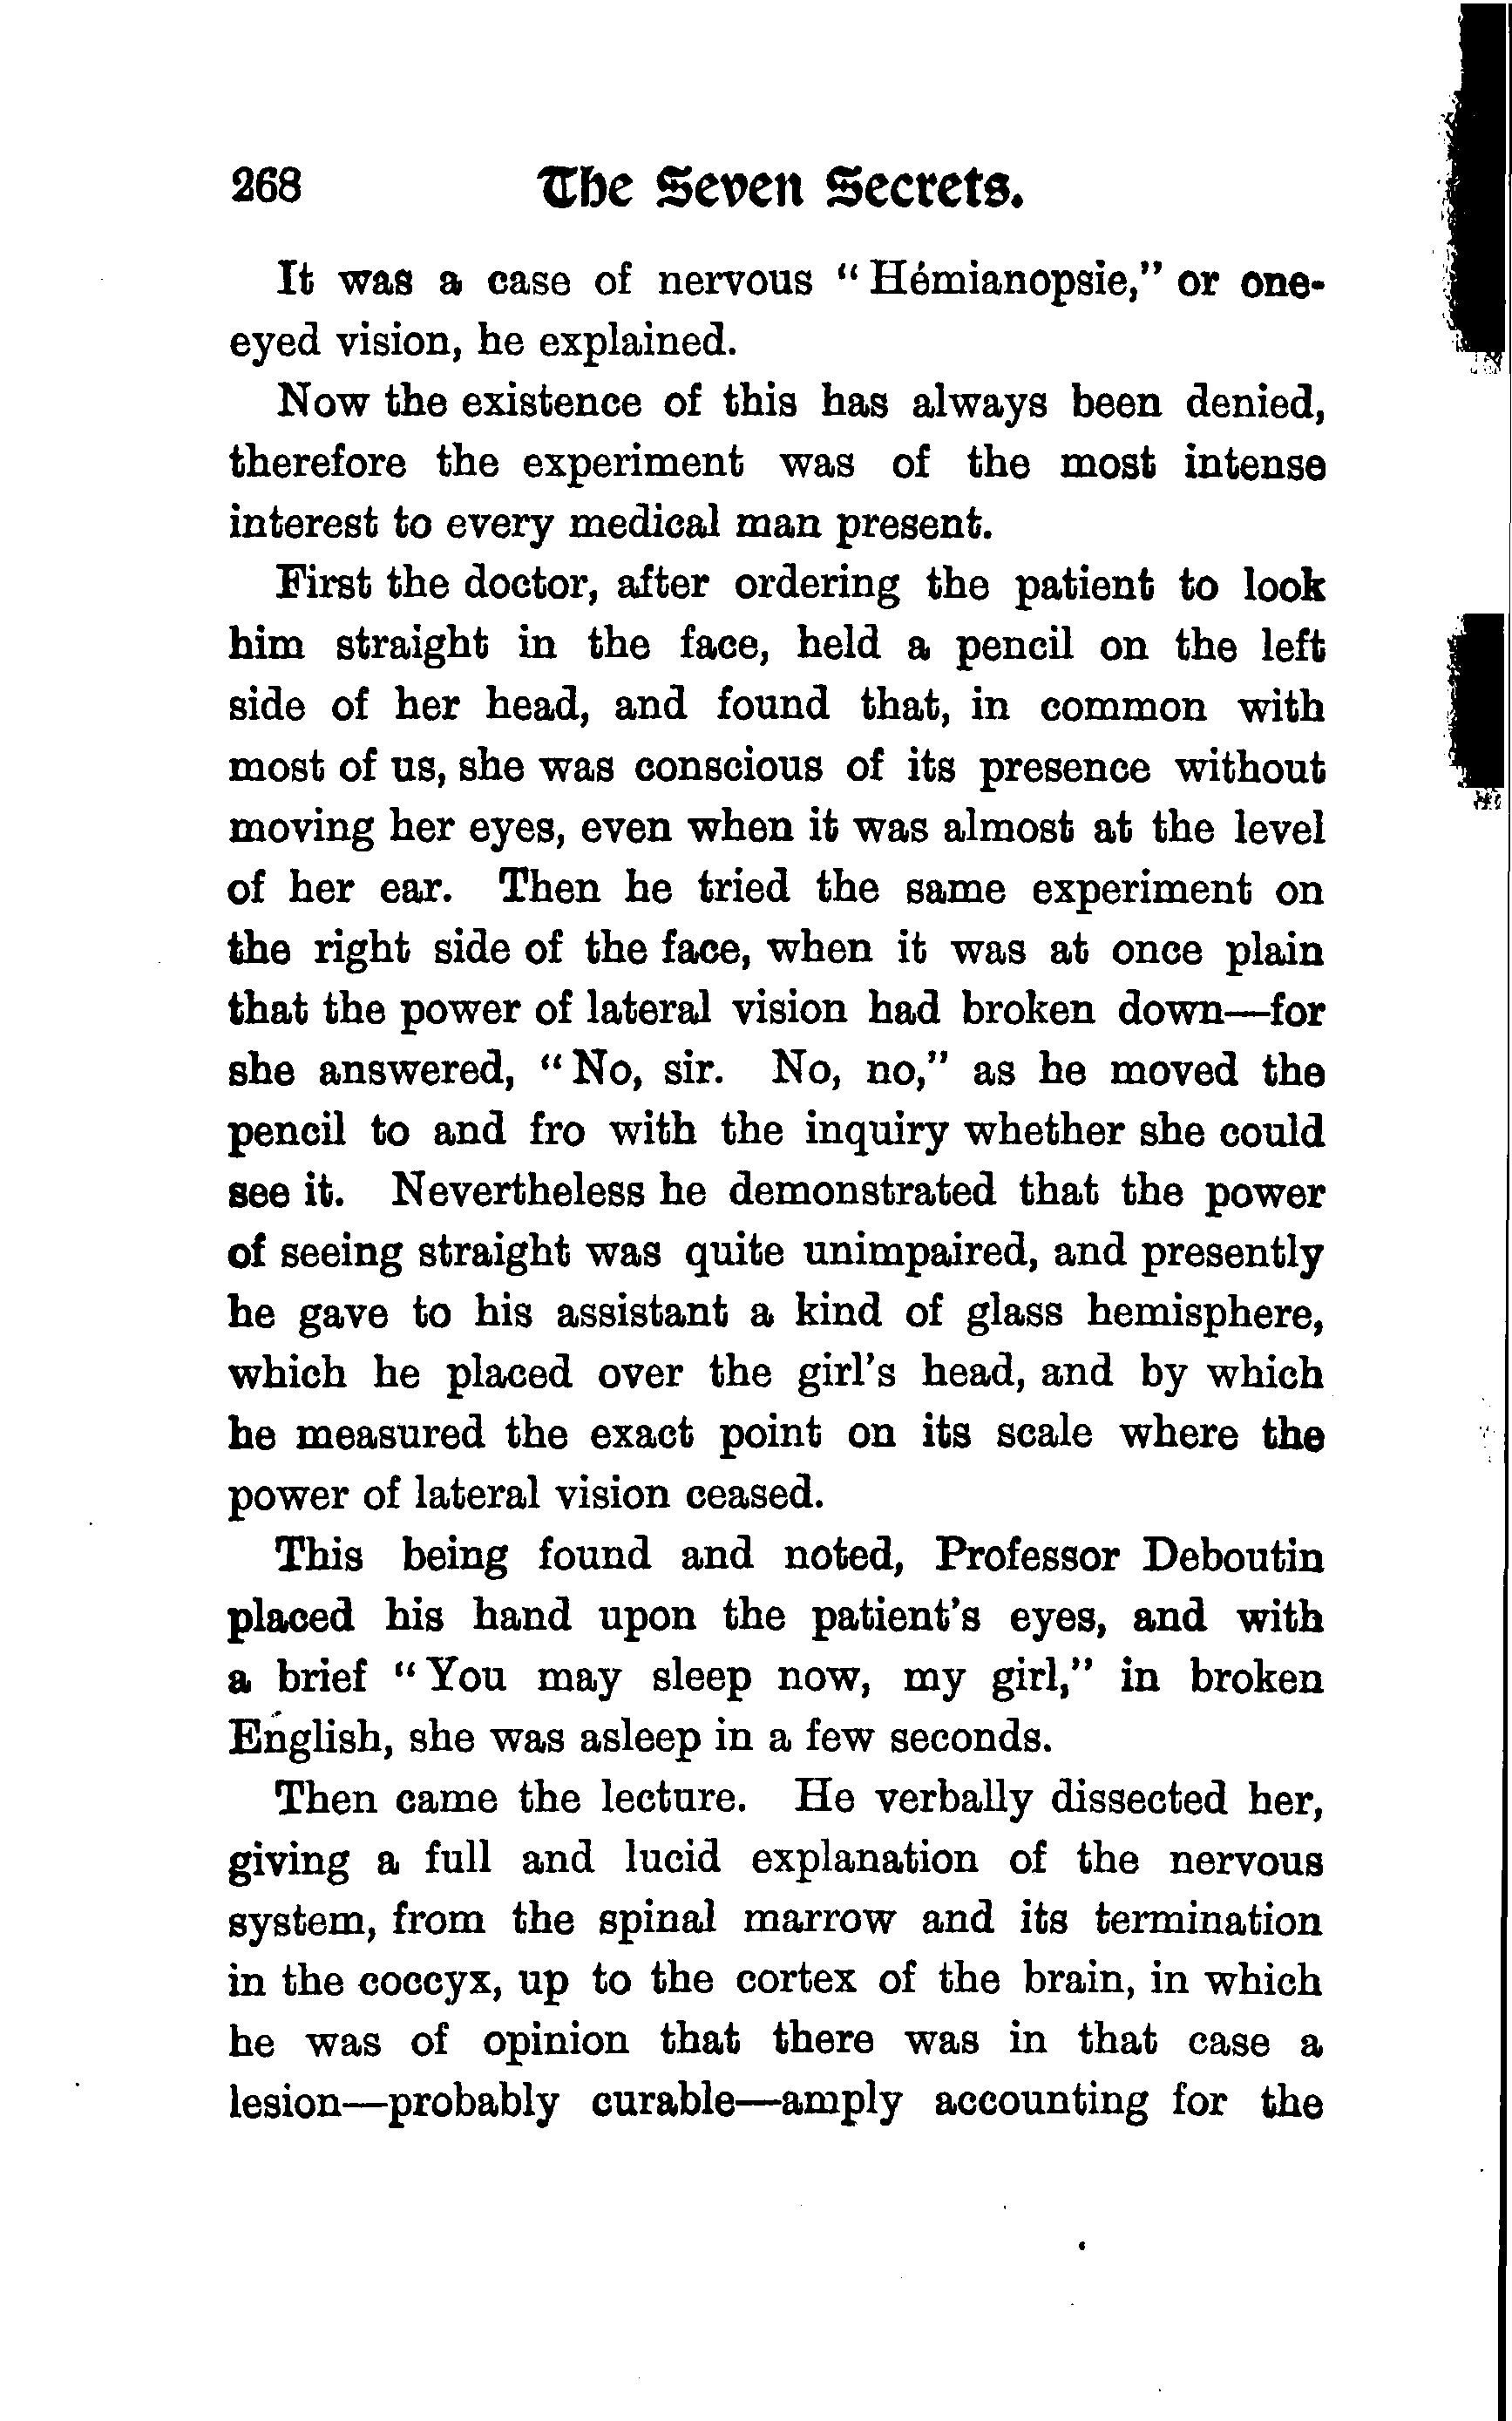 268 The Seven Secrets.
It was a case of nervous "Hémianopsie," or one-
eyed vision, he explained.
Now the existence of this has always been denied,
therefore the experiment was of the most intense
interest to every medical man present.
First the doctor, after ordering the patient to look
him straight in the face, held a pencil on the left
side of her head, and found that, in common with
most of us, she was conscious of its presence without
moving her eyes, even when it was almost at the level
of her ear. Then he tried the same experiment on
the right side of the face, when it was at once plain
that the power of lateral vision had broken down—for
she answered, "No, sir. No, no," as he moved the
pencil to and fro with the inquiry whether she could
see it. Nevertheless he demonstrated that the power
of seeing straight was quite unimpaired, and presently
he gave to his assistant a kind of glass hemisphere,
which he placed over the girl's head, and by which
he measured the exact point on its scale where the
power of lateral vision ceased.
This being found and noted, Professor Deboutin
placed his hand upon the patient's eyes, and with
a brief "You may sleep now, my girl," in broken
English, she was asleep in a few seconds.
Then came the lecture. He verbally dissected her,
giving a full and lucid explanation of the nervous
system, from the spinal marrow and its termination
in the coccyx, up to the cortex of the brain, in which
he was of opinion that there was in that case a
lesion—probably curable—amply accounting for the